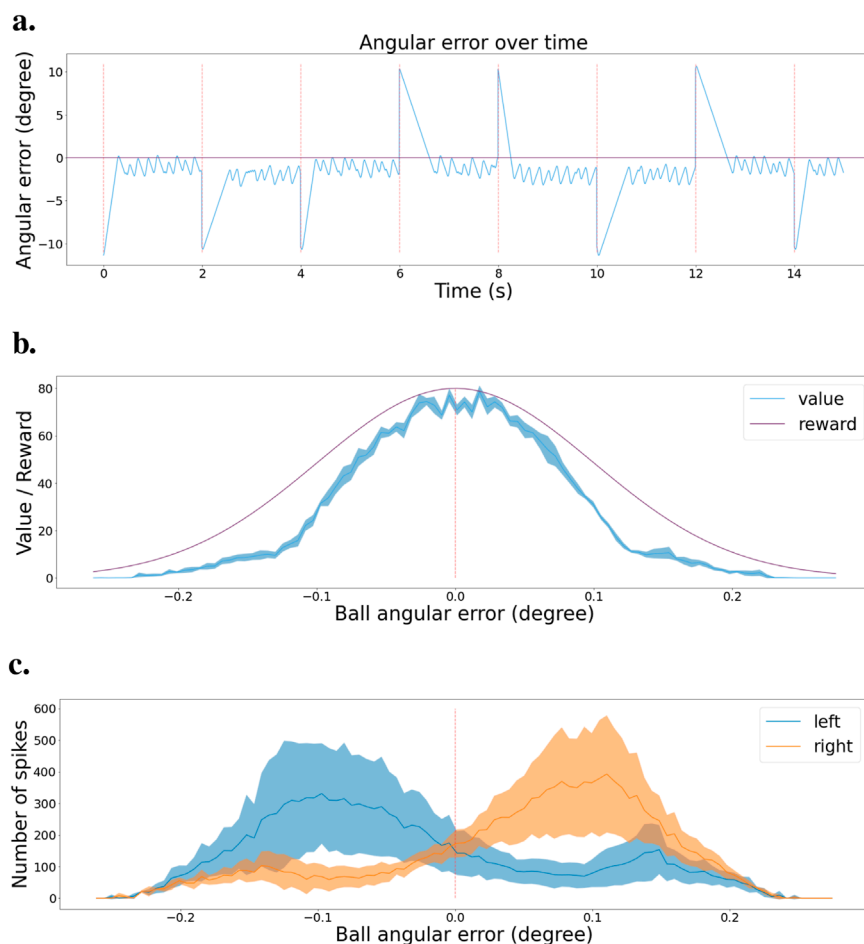 a.
Angular error over time
Angular error (degree)
10
5
0
−5
−10
0 2 4 6 8 10 12 14
Time (s)
b.
Value / Reward
80
60
40
20
0
value
reward
−0.2 −0.1 0.0 0.1 0.2
Ball angular error (degree)
c.
Number of spikes
600
500
400
300
200
100
0
left
right
−0.2 −0.1 0.0 0.1 0.2
Ball angular error (degree)